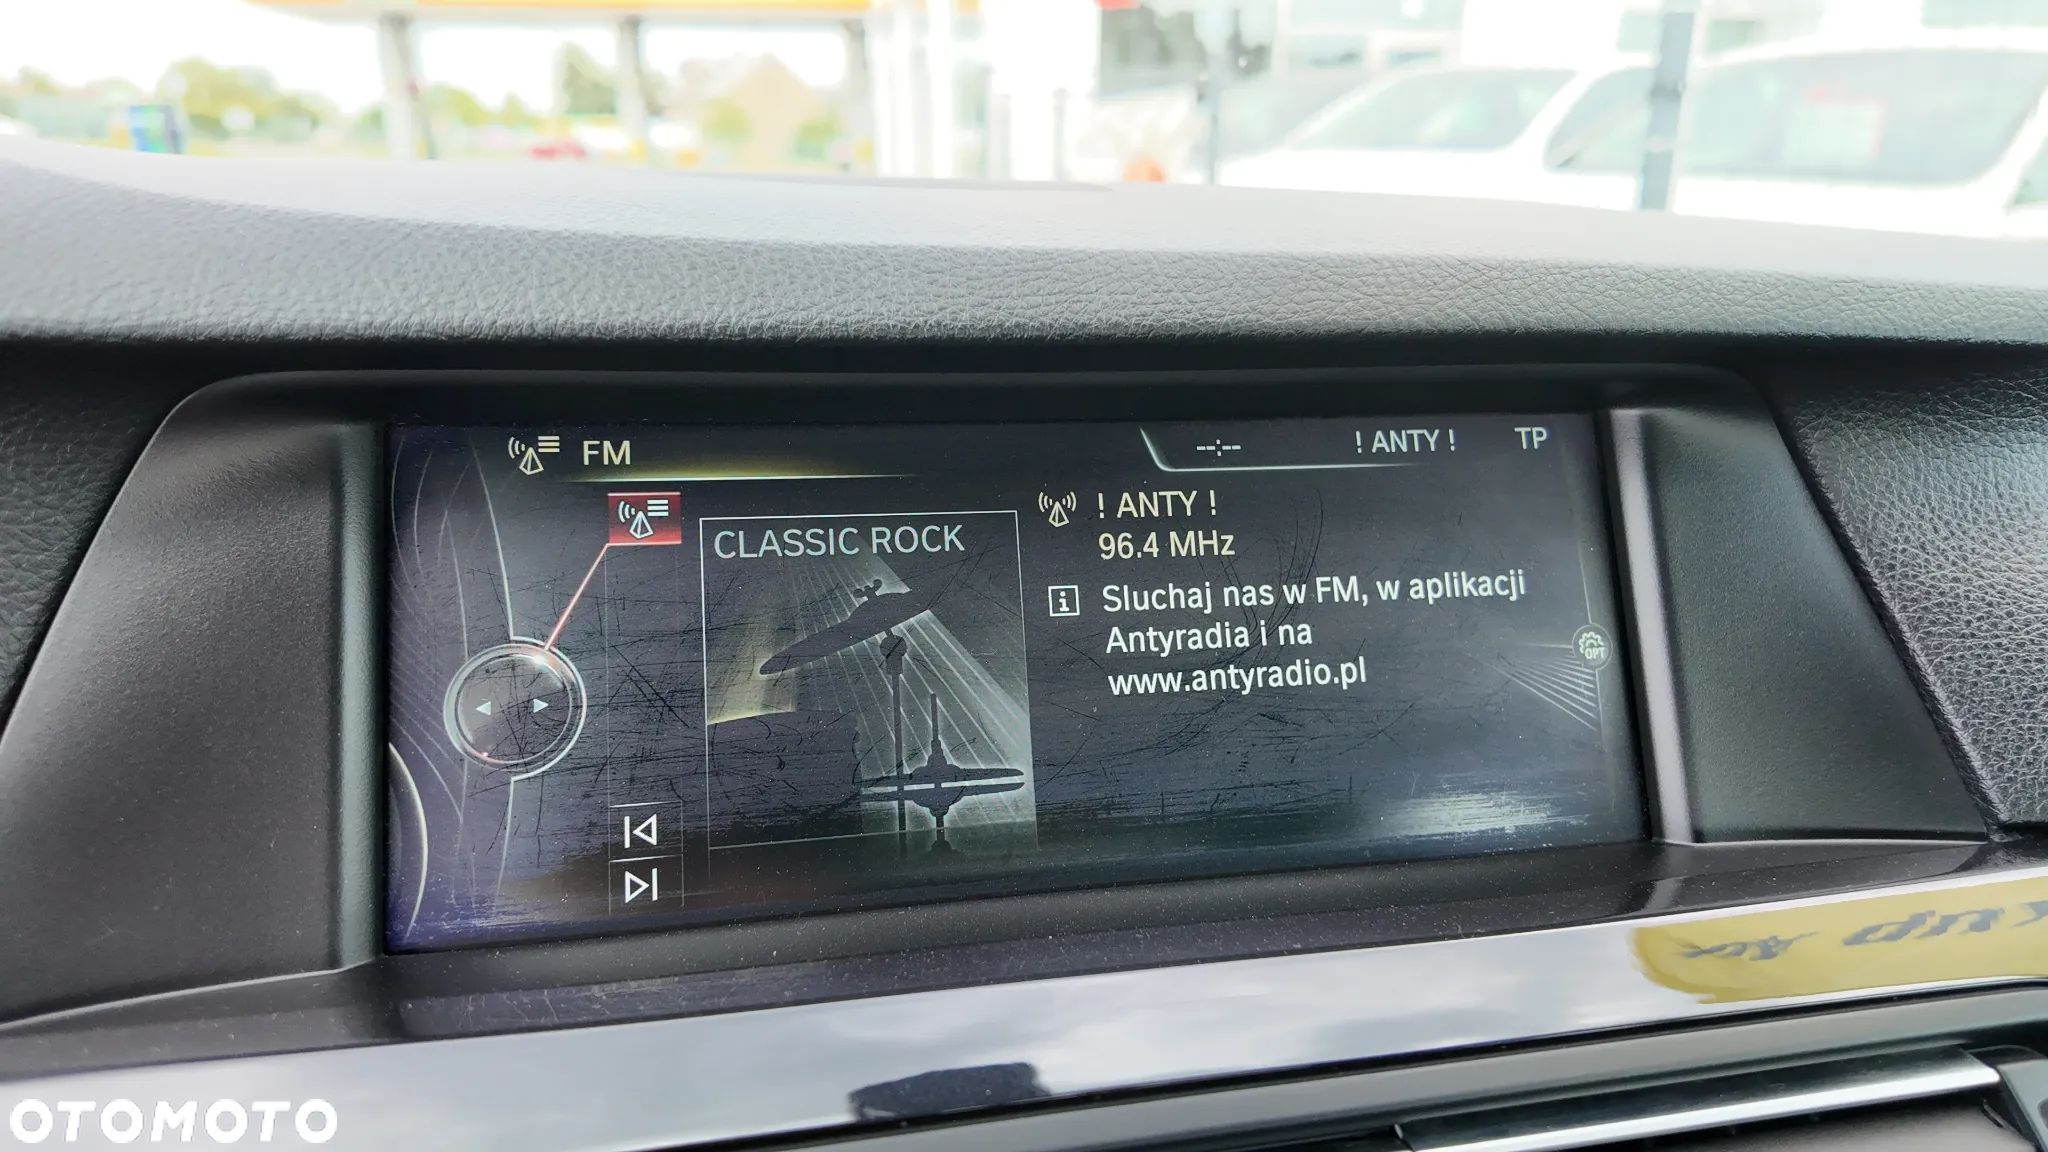 FM
--:--
! ANTY !
TP
CLASSIC ROCK
! ANTY !
96.4 MHz
Sluchaj nas w FM, w aplikacji
Antyradia i na
www.antyradio.pl
OPT
OTOMOTO